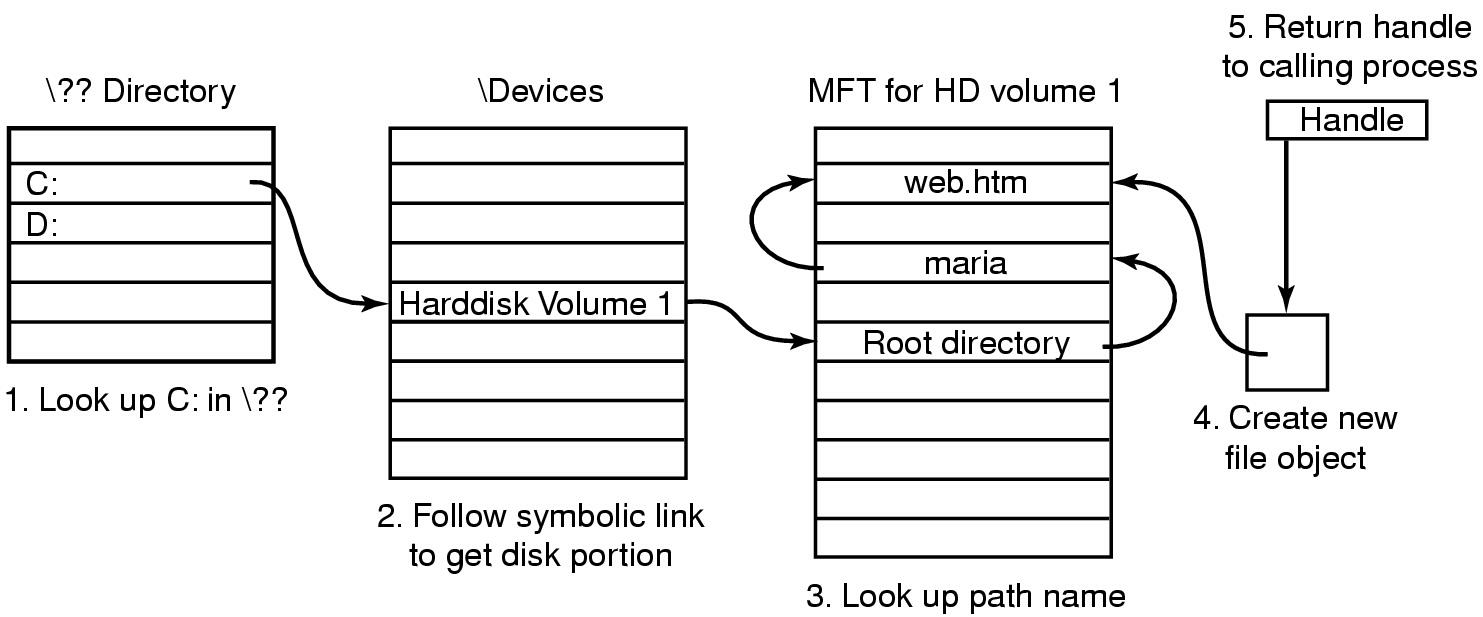 \?? Directory
C:
D:
1. Look up C: in \??
\Devices
Harddisk Volume 1
2. Follow symbolic link
to get disk portion
MFT for HD volume 1
web.htm
maria
Root directory
3. Look up path name
5. Return handle
to calling process
Handle
4. Create new
file object